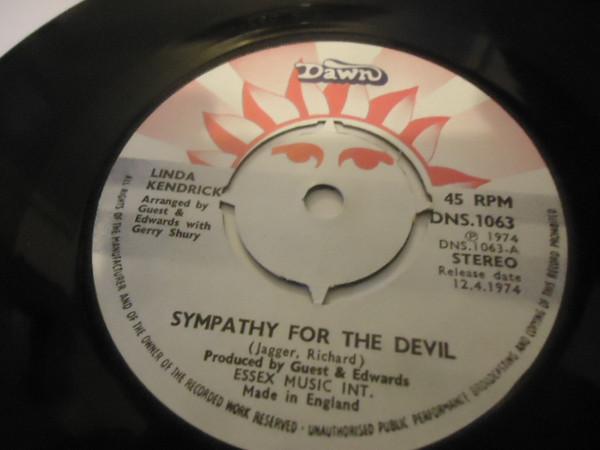 Dawn
LINDA
KENDRICK
Arranged by
Guest &
Edwards with
Gerry Shury
45 RPM
DNS.1063
Ⓟ 1974
DNS.1063-A
STEREO
Release date
12.4.1974
SYMPATHY FOR THE DEVIL
(Jagger, Richard)
Produced by Guest & Edwards
ESSEX MUSIC INT.
Made in England
ALL RIGHTS OF THE MANUFACTURER AND OF THE OWNER OF THE RECORDED WORK RESERVED · UNAUTHORISED PUBLIC PERFORMANCE BROADCASTING AND COPYING OF THIS RECORD PROHIBITED